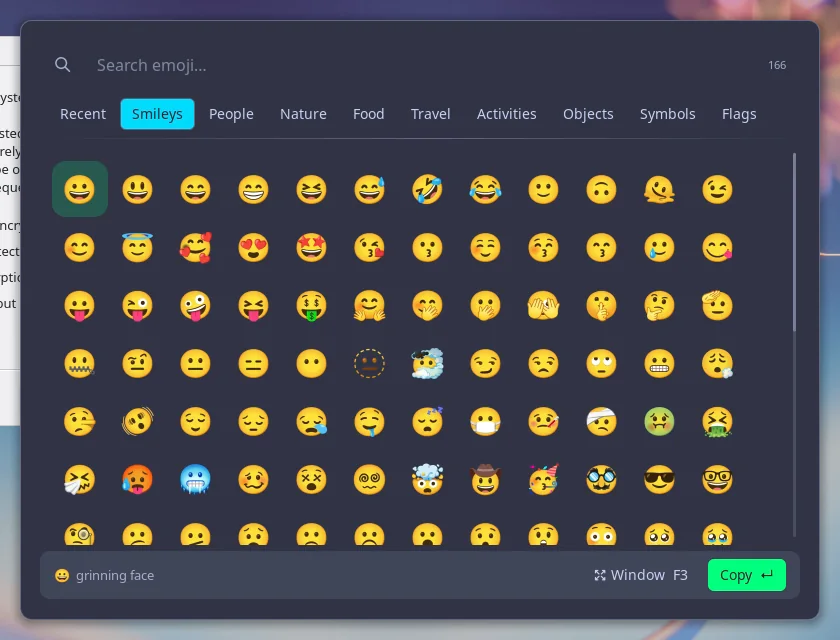 Search emoji...
166
Recent Smileys People Nature Food Travel Activities Objects Symbols Flags
grinning face
Window F3
Copy